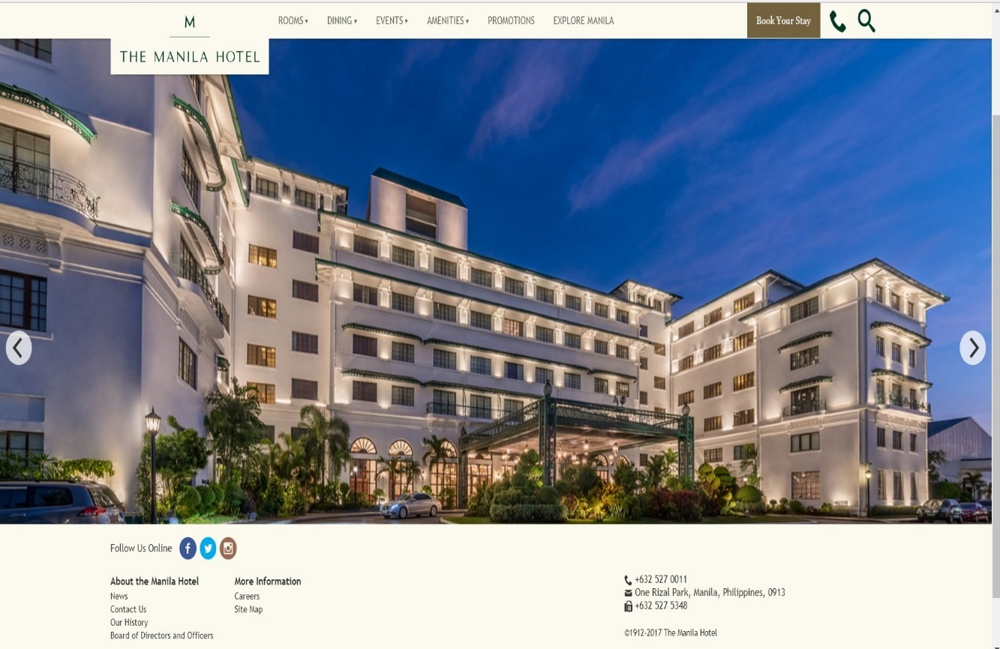 M
THE MANILA HOTEL
ROOMS ▾ DINING ▾ EVENTS ▾ AMENITIES ▾ PROMOTIONS EXPLORE MANILA
Book Your Stay
Follow Us Online
About the Manila Hotel
News
Contact Us
Our History
Board of Directors and Officers
More Information
Careers
Site Map
+632 527 0011
One Rizal Park, Manila, Philippines, 0913
+632 527 5348
©1912-2017 The Manila Hotel